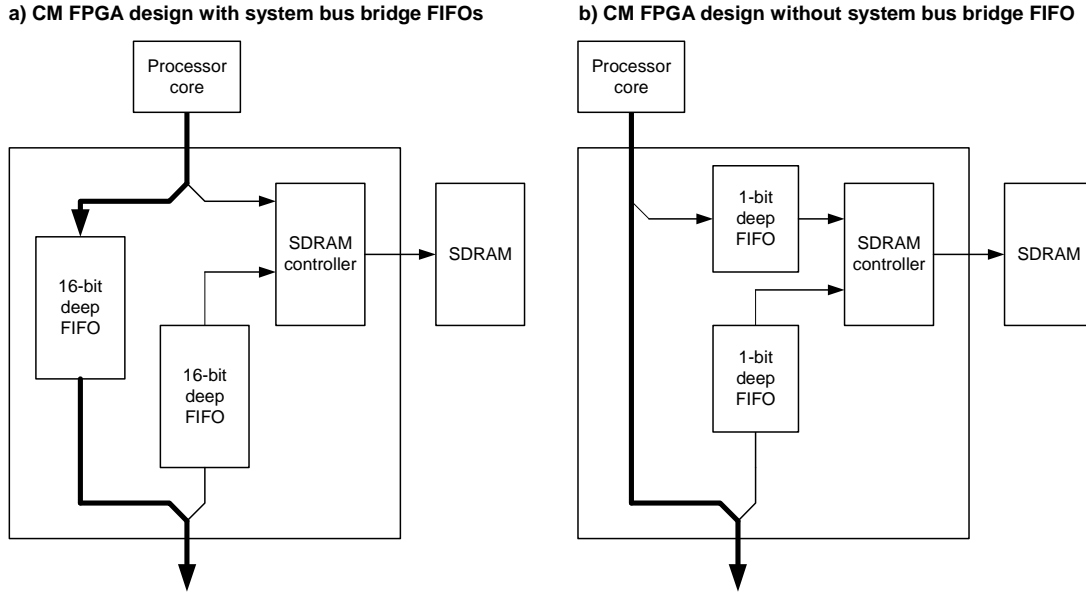 a) CM FPGA design with system bus bridge FIFOs
Processor
core
SDRAM
controller
SDRAM
16-bit
deep
FIFO
16-bit
deep
FIFO
b) CM FPGA design without system bus bridge FIFO
Processor
core
1-bit
deep
FIFO
SDRAM
controller
SDRAM
1-bit
deep
FIFO